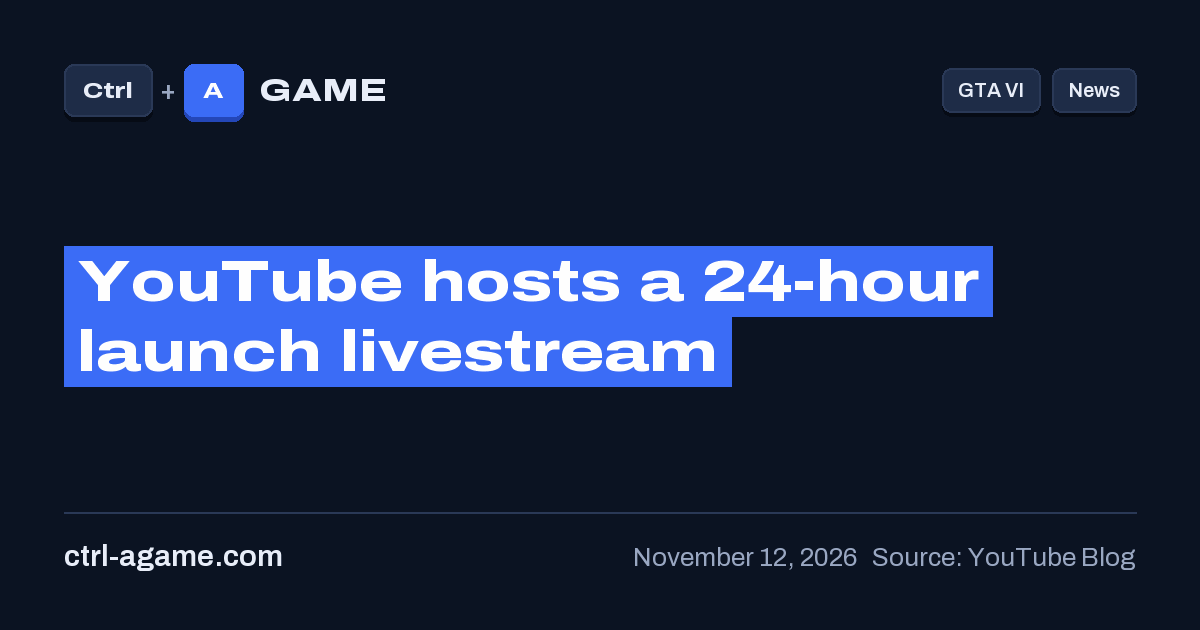 Ctrl + A GAME
GTA VI News
YouTube hosts a 24-hour
launch livestream
ctrl-agame.com
November 12, 2026 Source: YouTube Blog